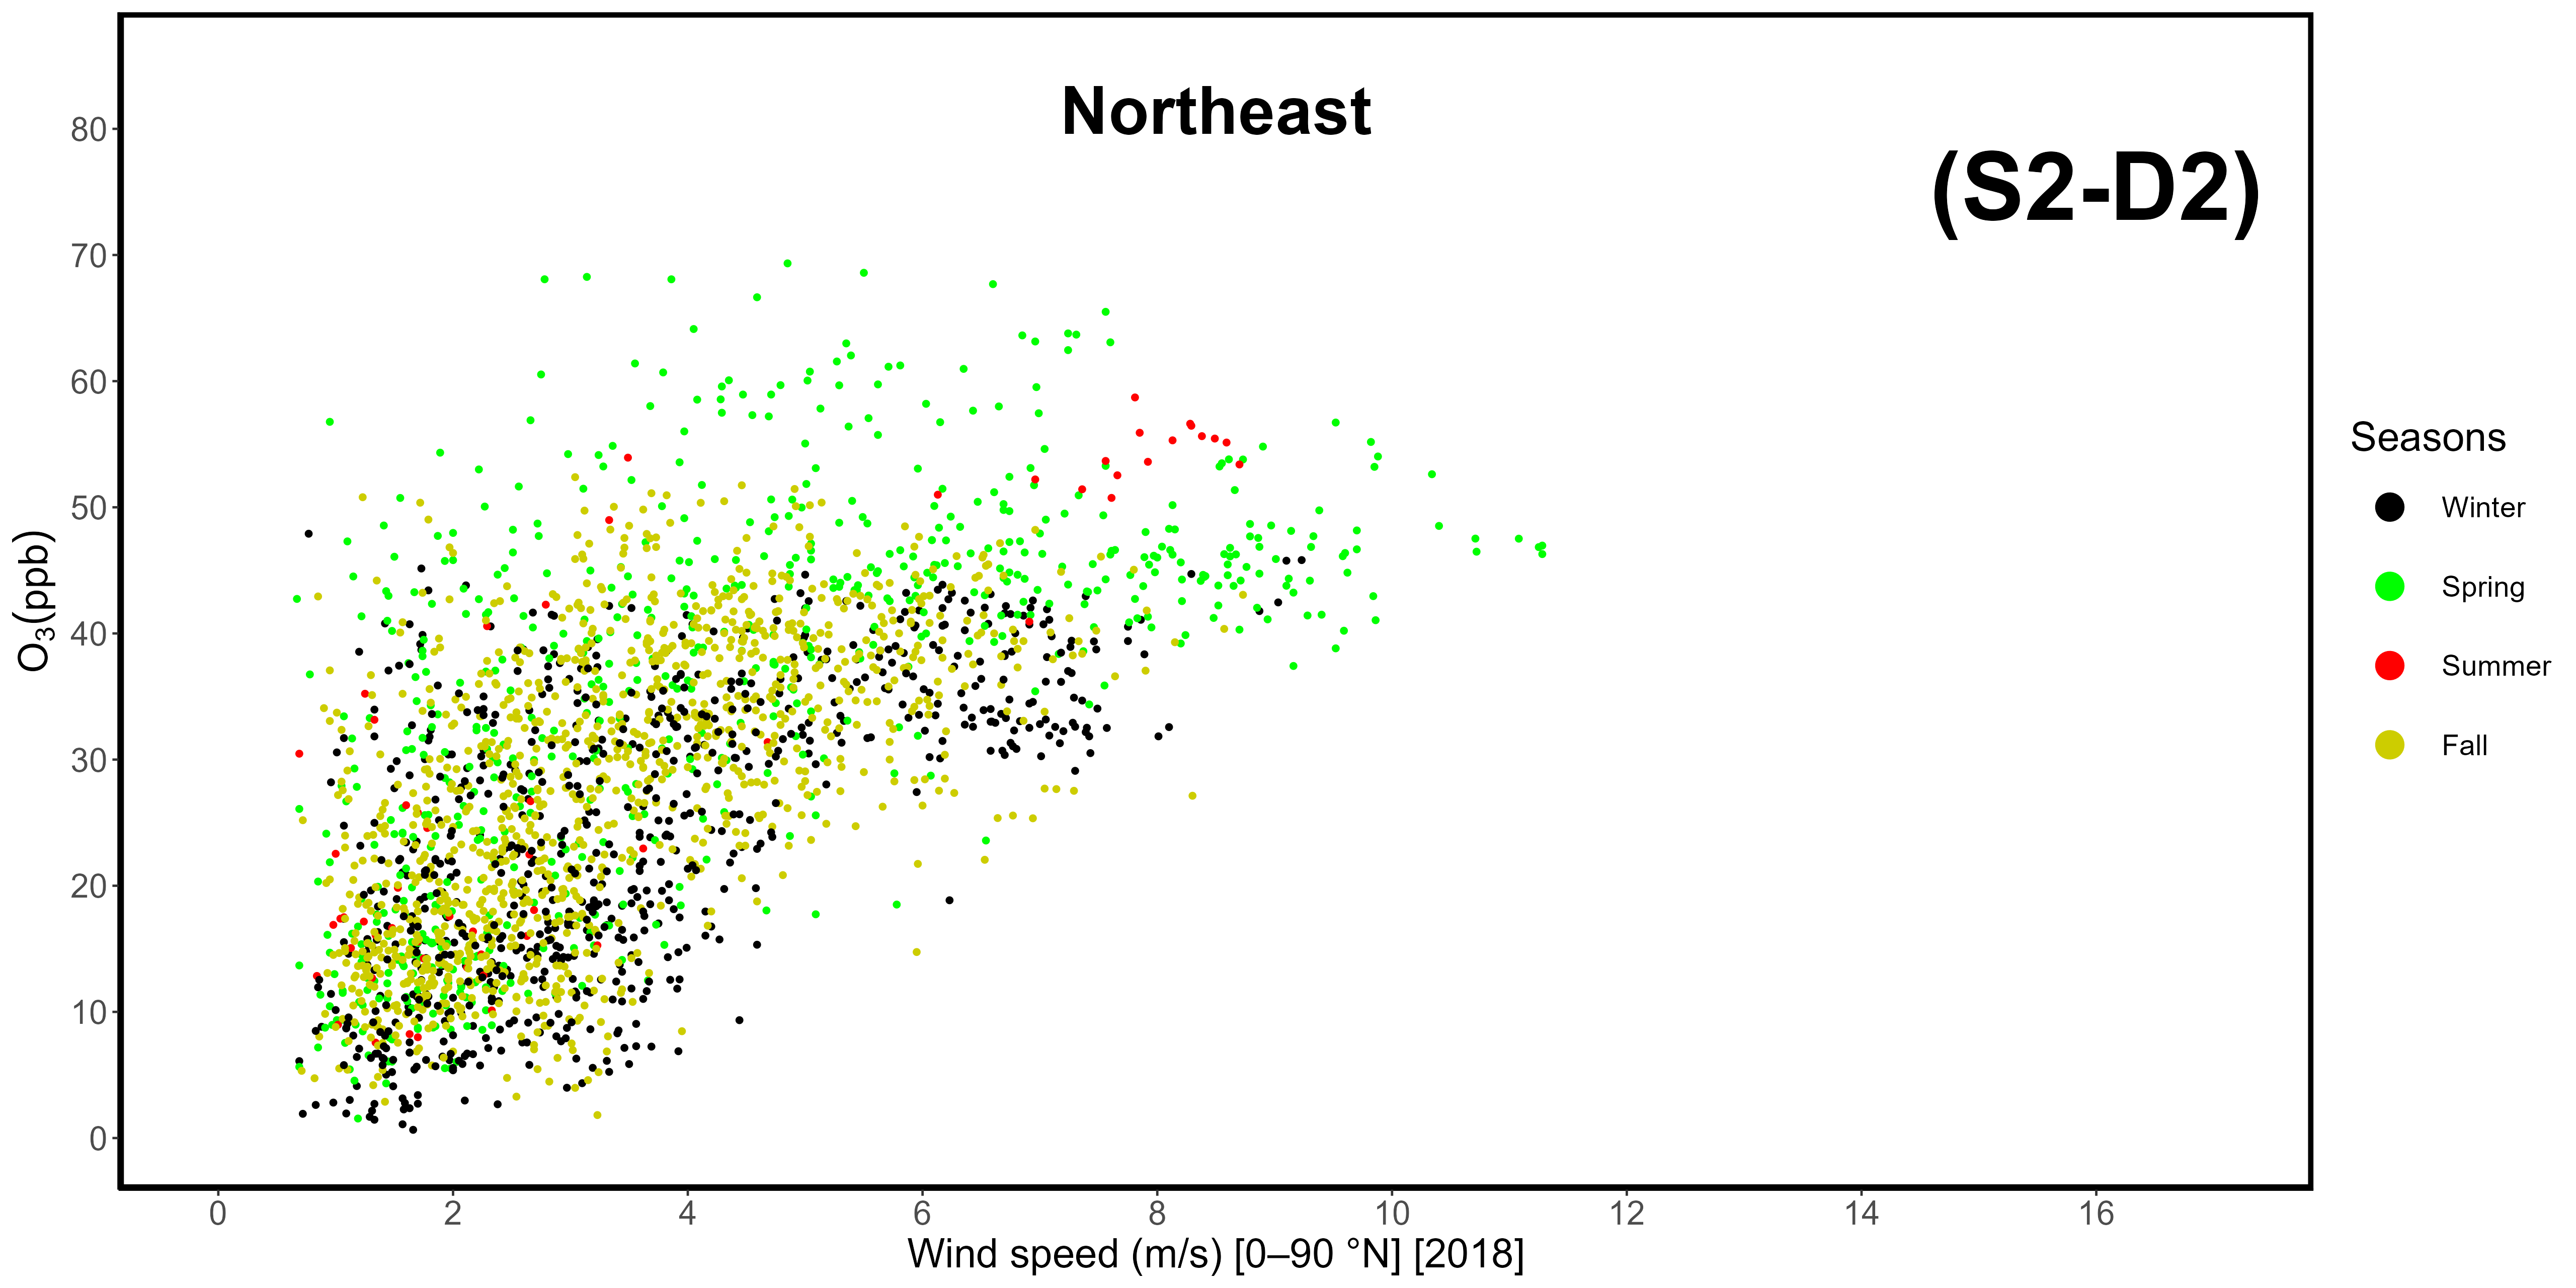 Northeast
(S2-D2)
80
70
60
50
40
30
20
10
0
O₃(ppb)
0 2 4 6 8 10 12 14 16
Wind speed (m/s) [0–90 °N] [2018]
Seasons
Winter
Spring
Summer
Fall